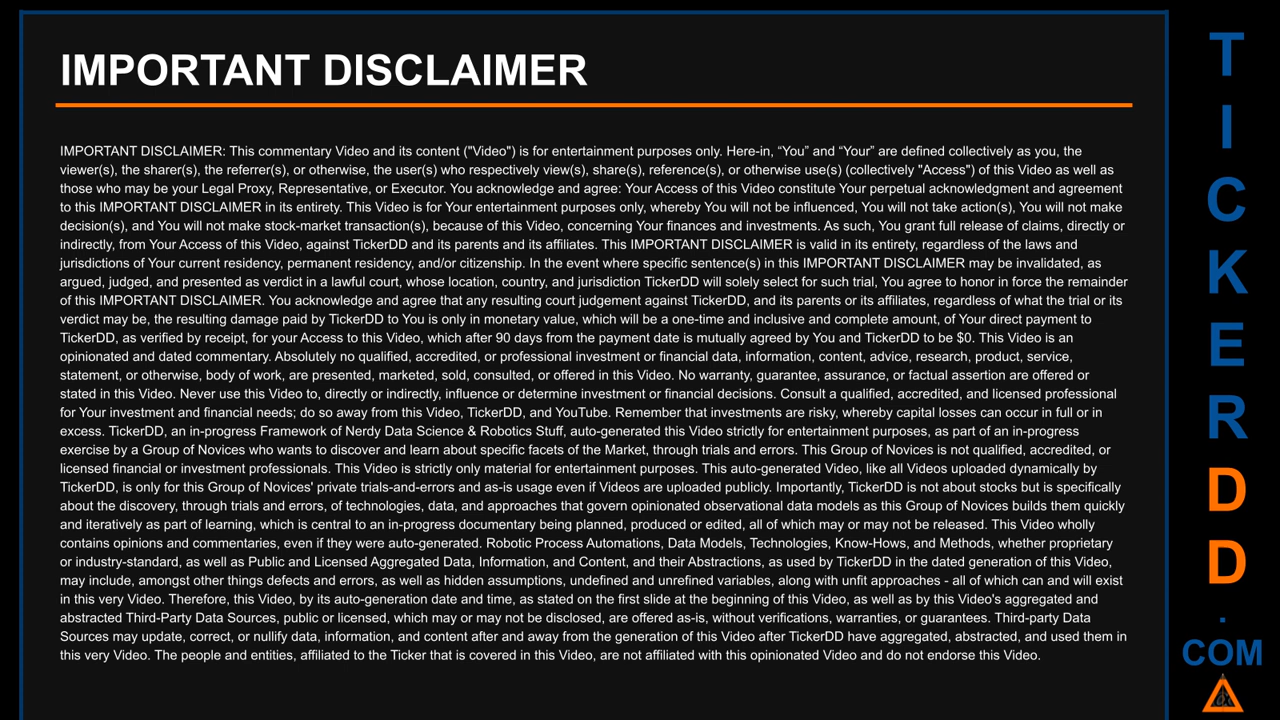 IMPORTANT DISCLAIMER
IMPORTANT DISCLAIMER: This commentary Video and its content ("Video") is for entertainment purposes only. Here-in, “You” and “Your” are defined collectively as you, the
viewer(s), the sharer(s), the referrer(s), or otherwise, the user(s) who respectively view(s), share(s), reference(s), or otherwise use(s) (collectively "Access") of this Video as well as
those who may be your Legal Proxy, Representative, or Executor. You acknowledge and agree: Your Access of this Video constitute Your perpetual acknowledgment and agreement
to this IMPORTANT DISCLAIMER in its entirety. This Video is for Your entertainment purposes only, whereby You will not be influenced, You will not take action(s), You will not make
decision(s), and You will not make stock-market transaction(s), because of this Video, concerning Your finances and investments. As such, You grant full release of claims, directly or
indirectly, from Your Access of this Video, against TickerDD and its parents and its affiliates. This IMPORTANT DISCLAIMER is valid in its entirety, regardless of the laws and
jurisdictions of Your current residency, permanent residency, and/or citizenship. In the event where specific sentence(s) in this IMPORTANT DISCLAIMER may be invalidated, as
argued, judged, and presented as verdict in a lawful court, whose location, country, and jurisdiction TickerDD will solely select for such trial, You agree to honor in force the remainder
of this IMPORTANT DISCLAIMER. You acknowledge and agree that any resulting court judgement against TickerDD, and its parents or its affiliates, regardless of what the trial or its
verdict may be, the resulting damage paid by TickerDD to You is only in monetary value, which will be a one-time and inclusive and complete amount, of Your direct payment to
TickerDD, as verified by receipt, for your Access to this Video, which after 90 days from the payment date is mutually agreed by You and TickerDD to be $0. This Video is an
opinionated and dated commentary. Absolutely no qualified, accredited, or professional investment or financial data, information, content, advice, research, product, service,
statement, or otherwise, body of work, are presented, marketed, sold, consulted, or offered in this Video. No warranty, guarantee, assurance, or factual assertion are offered or
stated in this Video. Never use this Video to, directly or indirectly, influence or determine investment or financial decisions. Consult a qualified, accredited, and licensed professional
for Your investment and financial needs; do so away from this Video, TickerDD, and YouTube. Remember that investments are risky, whereby capital losses can occur in full or in
excess. TickerDD, an in-progress Framework of Nerdy Data Science & Robotics Stuff, auto-generated this Video strictly for entertainment purposes, as part of an in-progress
exercise by a Group of Novices who wants to discover and learn about specific facets of the Market, through trials and errors. This Group of Novices is not qualified, accredited, or
licensed financial or investment professionals. This Video is strictly only material for entertainment purposes. This auto-generated Video, like all Videos uploaded dynamically by
TickerDD, is only for this Group of Novices' private trials-and-errors and as-is usage even if Videos are uploaded publicly. Importantly, TickerDD is not about stocks but is specifically
about the discovery, through trials and errors, of technologies, data, and approaches that govern opinionated observational data models as this Group of Novices builds them quickly
and iteratively as part of learning, which is central to an in-progress documentary being planned, produced or edited, all of which may or may not be released. This Video wholly
contains opinions and commentaries, even if they were auto-generated. Robotic Process Automations, Data Models, Technologies, Know-Hows, and Methods, whether proprietary
or industry-standard, as well as Public and Licensed Aggregated Data, Information, and Content, and their Abstractions, as used by TickerDD in the dated generation of this Video,
may include, amongst other things defects and errors, as well as hidden assumptions, undefined and unrefined variables, along with unfit approaches - all of which can and will exist
in this very Video. Therefore, this Video, by its auto-generation date and time, as stated on the first slide at the beginning of this Video, as well as by this Video's aggregated and
abstracted Third-Party Data Sources, public or licensed, which may or may not be disclosed, are offered as-is, without verifications, warranties, or guarantees. Third-party Data
Sources may update, correct, or nullify data, information, and content after and away from the generation of this Video after TickerDD have aggregated, abstracted, and used them in
this very Video. The people and entities, affiliated to the Ticker that is covered in this Video, are not affiliated with this opinionated Video and do not endorse this Video.
T
I
C
K
E
R
D
D
.
COM